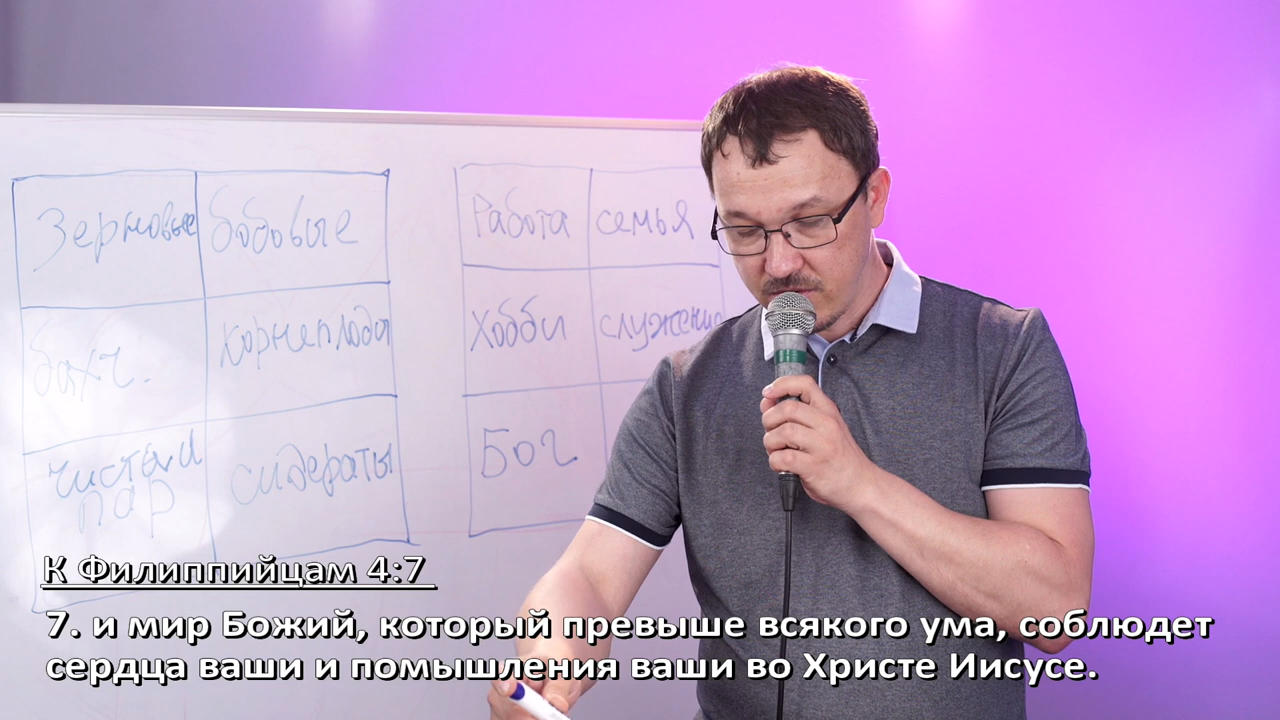 Зерновые бобовые
бахч. корнеплоды
чистый
пар
сидераты
Работа семья
Хобби служение
Бог
К Филиппийцам 4:7
7. и мир Божий, который превыше всякого ума, соблюдет
сердца ваши и помышления ваши во Христе Иисусе.